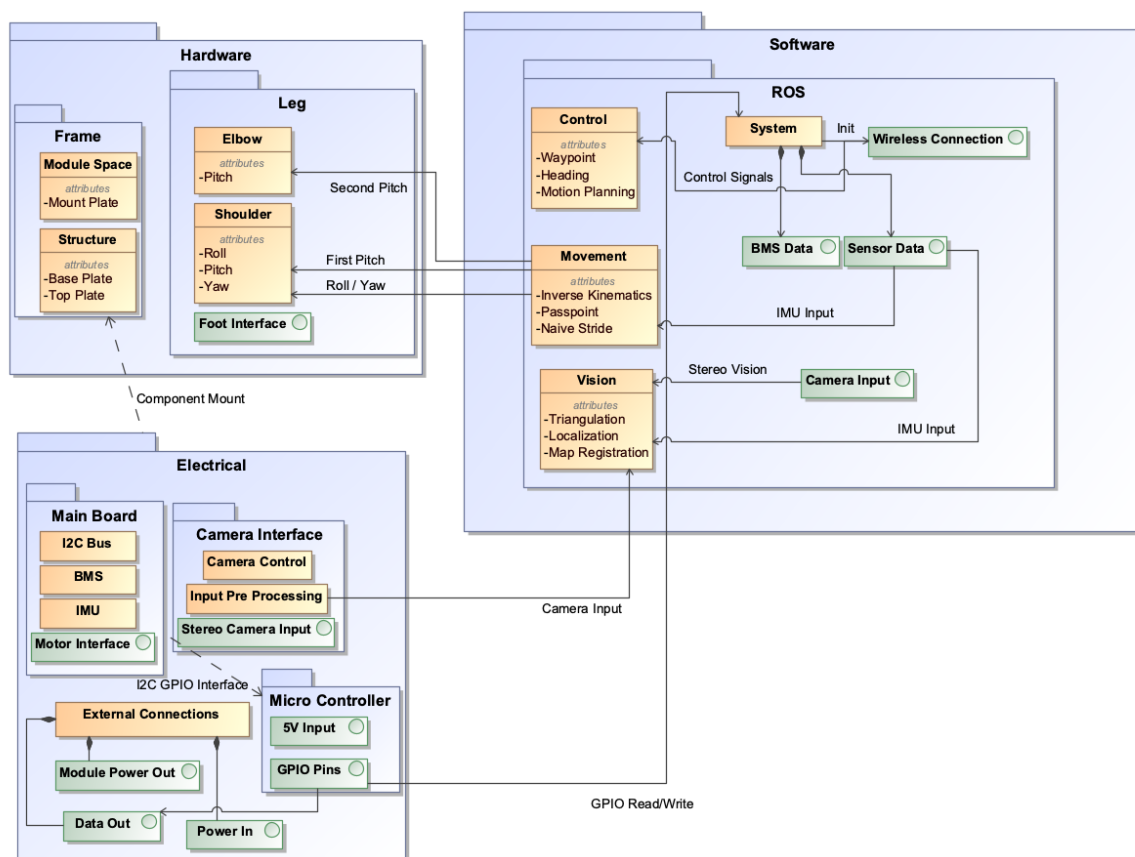 Hardware
Frame
Module Space
attributes
-Mount Plate
Structure
attributes
-Base Plate
-Top Plate
Leg
Elbow
attributes
-Pitch
Shoulder
attributes
-Roll
-Pitch
-Yaw
Foot Interface
Second Pitch
First Pitch
Roll / Yaw
Software
ROS
Control
attributes
-Waypoint
-Heading
-Motion Planning
System
Init
Wireless Connection
Control Signals
BMS Data
Sensor Data
Movement
attributes
-Inverse Kinematics
-Passpoint
-Naive Stride
IMU Input
Vision
attributes
-Triangulation
-Localization
-Map Registration
Stereo Vision
Camera Input
IMU Input
Component Mount
Electrical
Main Board
I2C Bus
BMS
IMU
Motor Interface
Camera Interface
Camera Control
Input Pre Processing
Stereo Camera Input
Camera Input
I2C GPIO Interface
Micro Controller
5V Input
GPIO Pins
External Connections
Module Power Out
Data Out
Power In
GPIO Read/Write